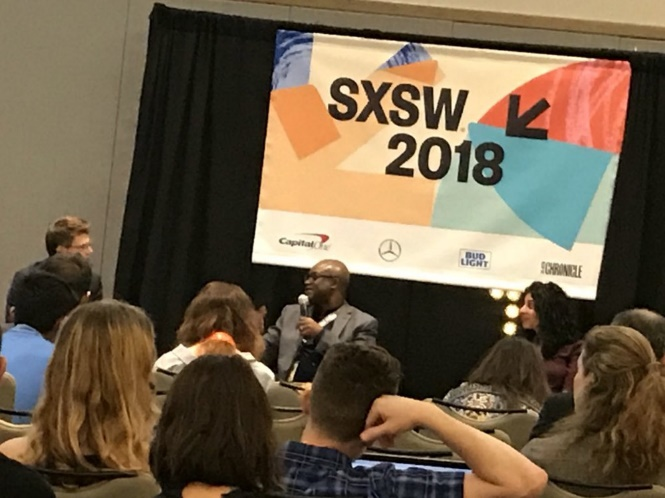 SXSW
2018
Capital One
BUD
LIGHT
CHRONICLE